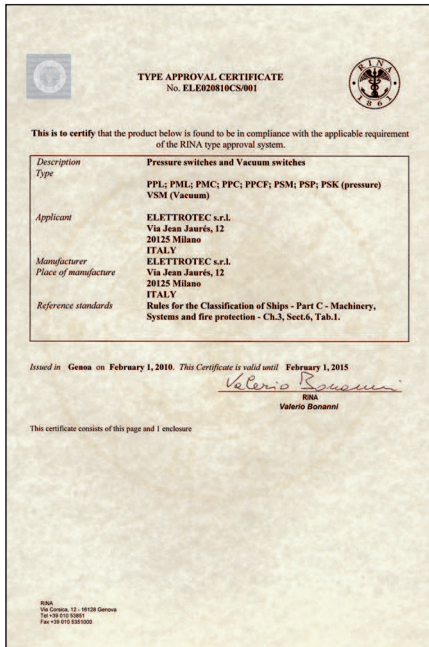 RINA
1861
TYPE APPROVAL CERTIFICATE
No. ELE020810CS/001
This is to certify that the product below is found to be in compliance with the applicable requirement
of the RINA type approval system.
Description Pressure switches and Vacuum switches
Type
PPL; PML; PMC; PPC; PPCF; PSM; PSP; PSK (pressure)
VSM (Vacuum)
Applicant ELETTROTEC s.r.l.
Via Jean Jaurés, 12
20125 Milano
ITALY
Manufacturer ELETTROTEC s.r.l.
Place of manufacture Via Jean Jaurés, 12
20125 Milano
ITALY
Reference standards Rules for the Classification of Ships - Part C - Machinery,
Systems and fire protection - Ch.3, Sect.6, Tab.1.
Issued in Genoa on February 1, 2010. This Certificate is valid until February 1, 2015
Valerio Bonanni
RINA
Valerio Bonanni
This certificate consists of this page and 1 enclosure
RINA
Via Corsica, 12 - 16128 Genova
Tel +39 010 53851
Fax +39 010 5351000